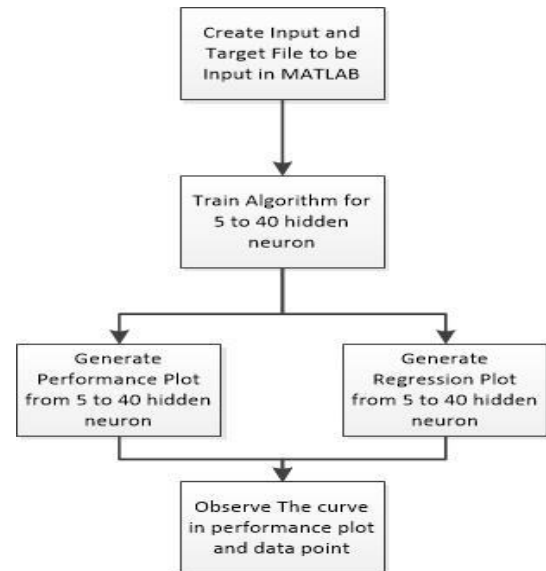 Create Input and
Target File to be
Input in MATLAB
Train Algorithm for
5 to 40 hidden
neuron
Generate
Performance Plot
from 5 to 40 hidden
neuron
Generate
Regression Plot
from 5 to 40 hidden
neuron
Observe The curve
in performance plot
and data point